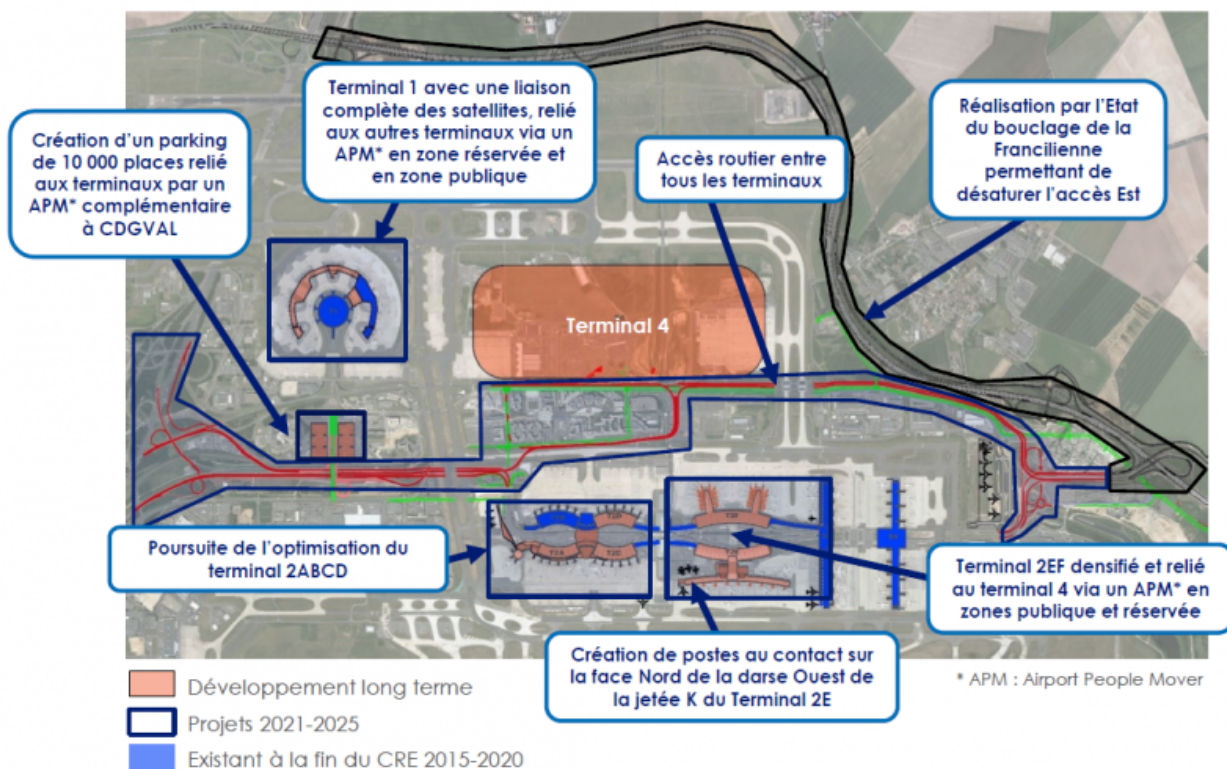 Terminal 1 avec une liaison
complète des satellites, relié
aux autres terminaux via un
APM* en zone réservée et
en zone publique
Création d'un parking
de 10 000 places relié
aux terminaux par un
APM* complémentaire
à CDGVAL
Accès routier entre
tous les terminaux
Réalisation par l'Etat
du bouclage de la
Francilienne
permettant de
désaturer l'accès Est
Terminal 4
Poursuite de l'optimisation du
terminal 2ABCD
T2D
T2A
T2C
T2F
Terminal 2EF densifié et relié
au terminal 4 via un APM* en
zones publique et réservée
Création de postes au contact sur
la face Nord de la darse Ouest de
la jetée K du Terminal 2E
* APM : Airport People Mover
Développement long terme
Projets 2021-2025
Existant à la fin du CRE 2015-2020